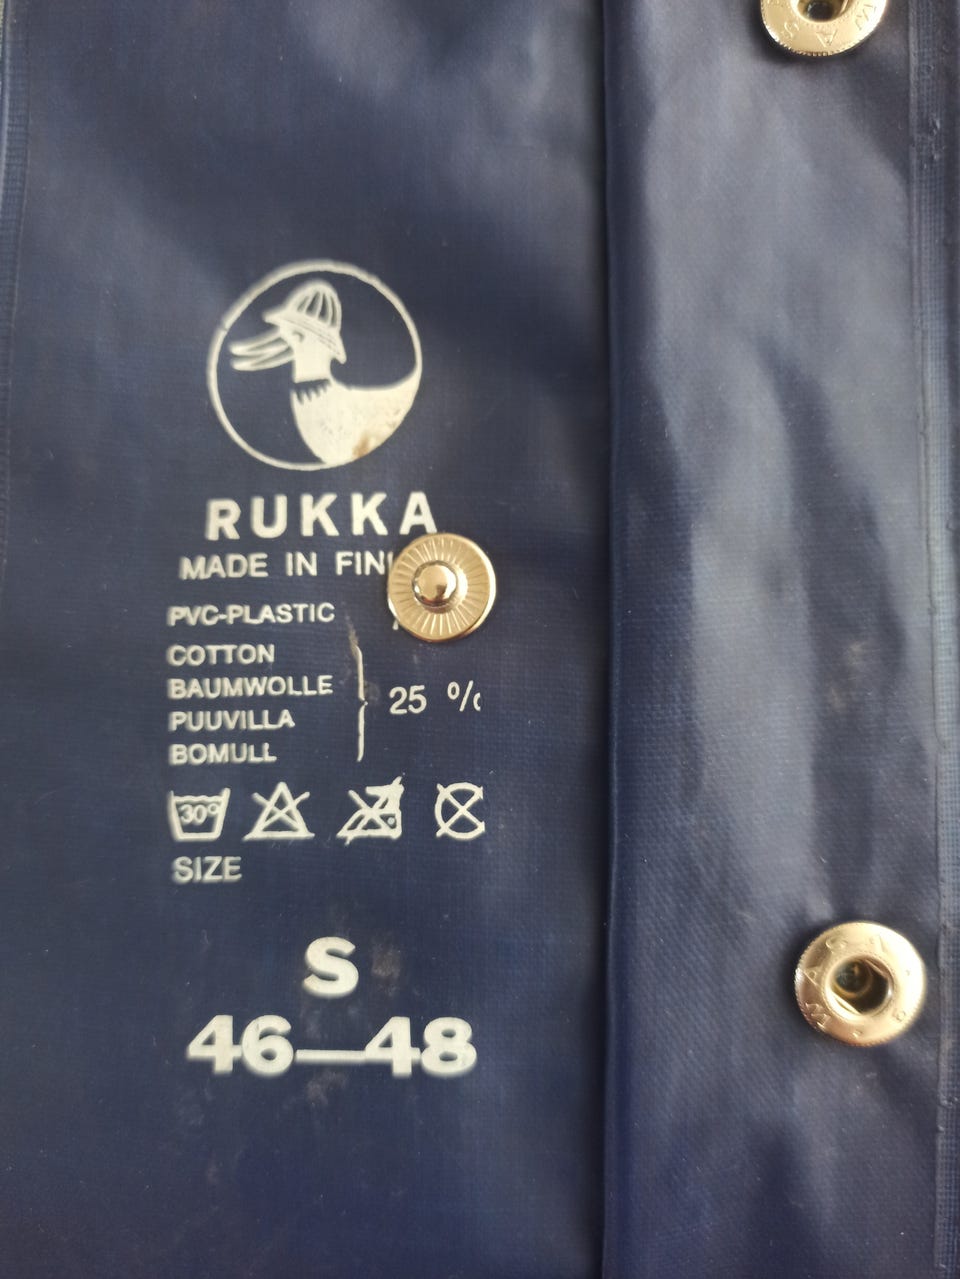 RUKKA
MADE IN FIN
PVC-PLASTIC
COTTON
BAUMWOLLE
PUUVILLA
BOMULL
25 %
30°
SIZE
S
46—48